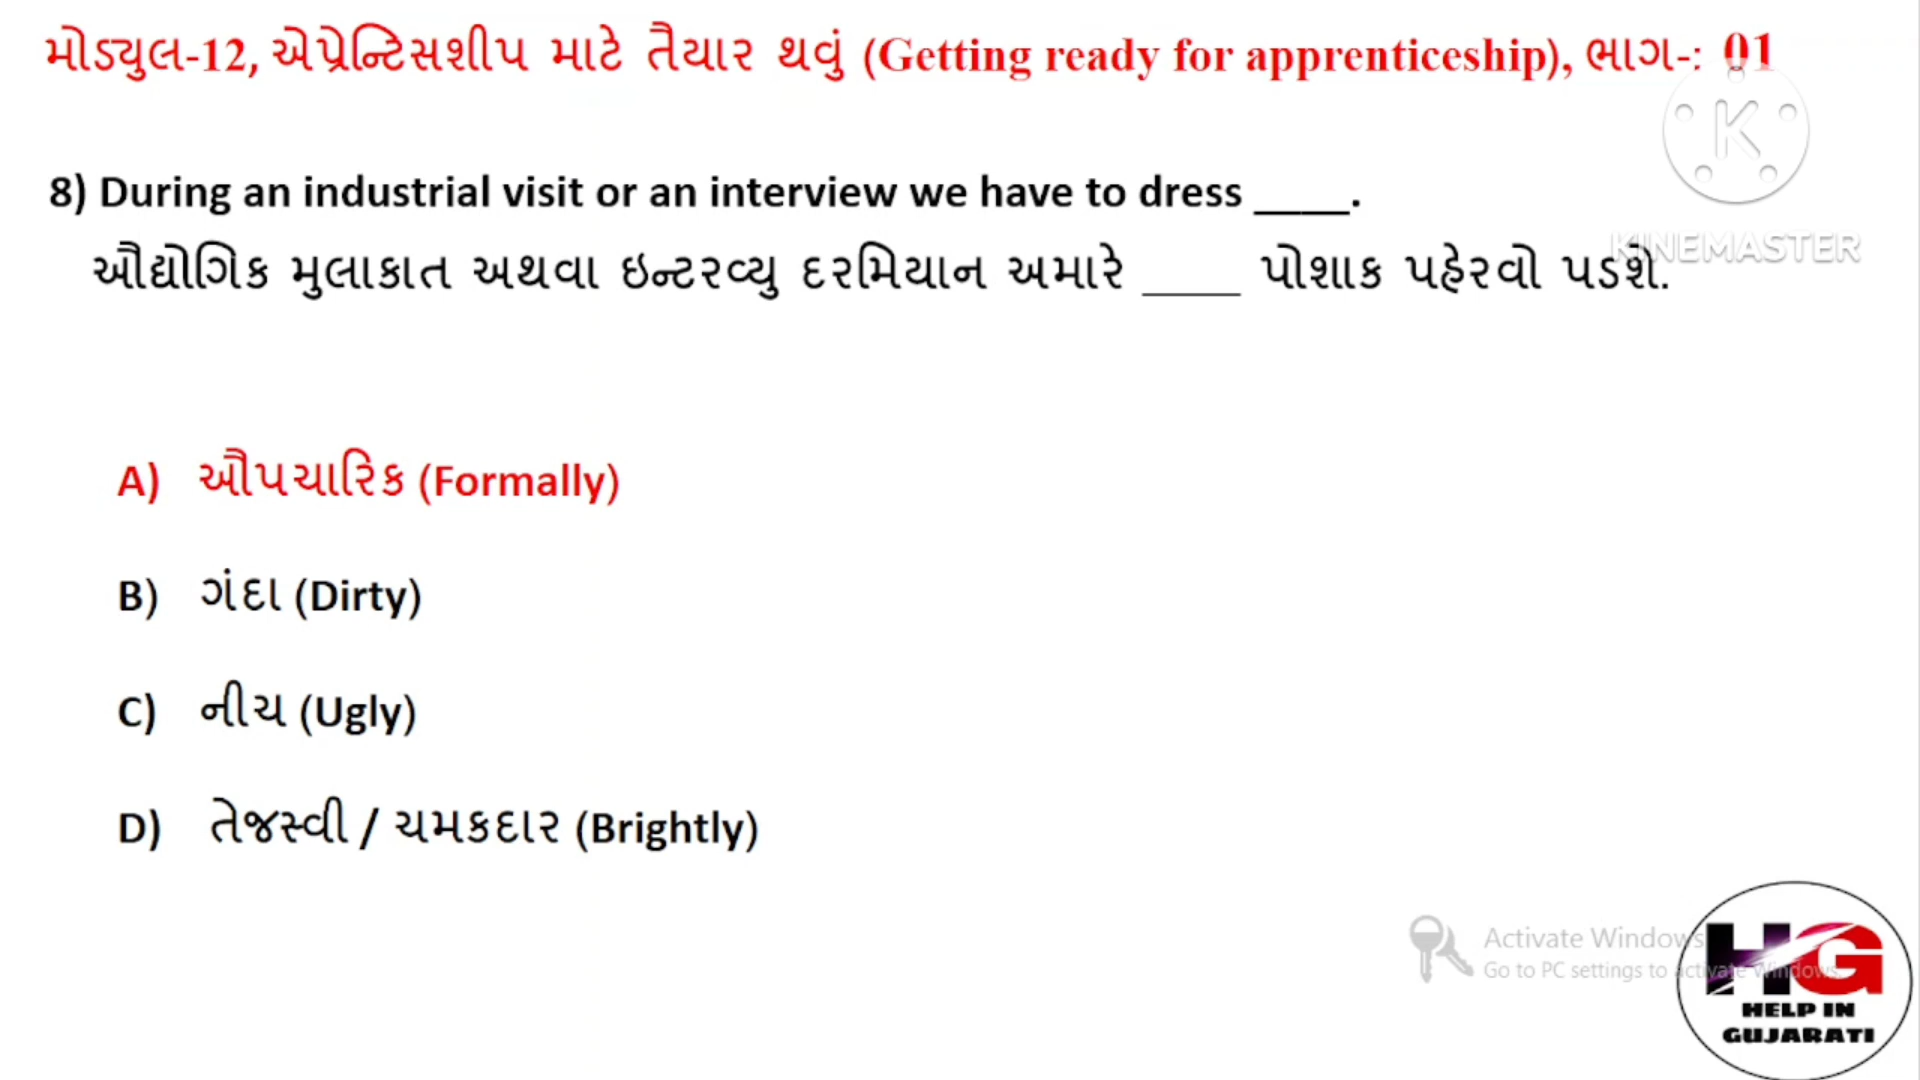 મોડ્યુલ-12, એપ્રેન્ટિસશીપ માટે તૈયાર થવું (Getting ready for apprenticeship), ભાગ-: 01
K
KINEMASTER
8) During an industrial visit or an interview we have to dress ____.
ઔદ્યોગિક મુલાકાત અથવા ઇન્ટરવ્યુ દરમિયાન અમારે ____ પોશાક પહેરવો પડશે.
A) ઔપચારિક (Formally)
B) ગંદા (Dirty)
C) નીચ (Ugly)
D) તેજસ્વી / ચમકદાર (Brightly)
Activate Windows
Go to PC settings to activate Windows.
HG
HELP IN
GUJARATI